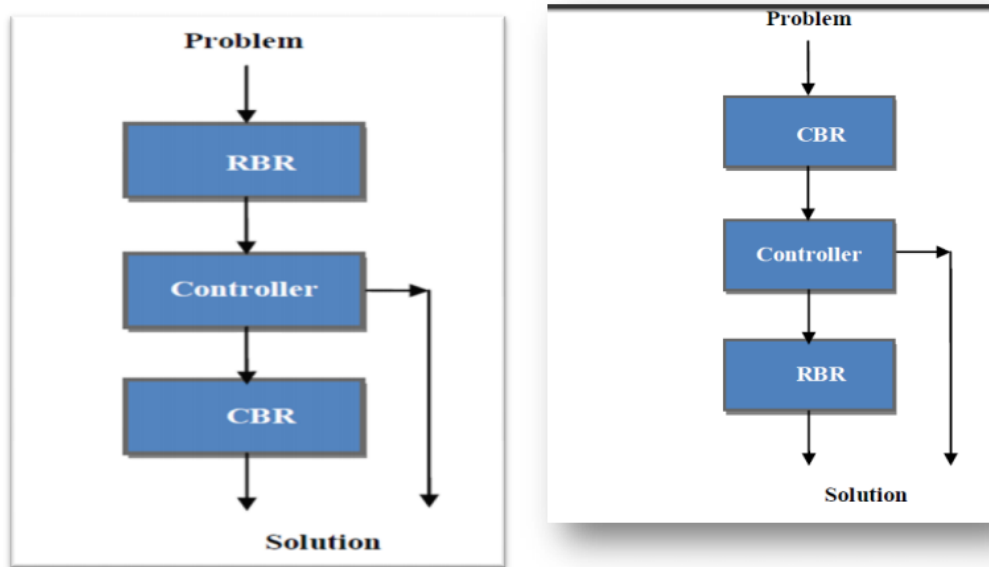 Problem
RBR
Controller
CBR
Solution
Problem
CBR
Controller
RBR
Solution